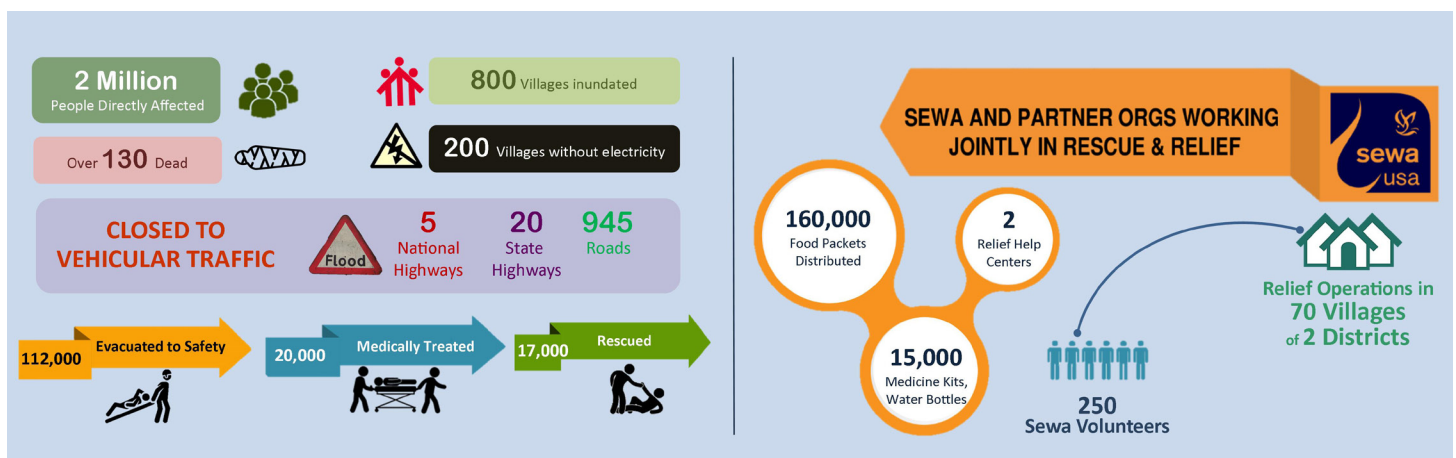 2 Million
People Directly Affected
800 Villages inundated
Over 130 Dead
200 Villages without electricity
CLOSED TO
VEHICULAR TRAFFIC
Flood
5
National
Highways
20
State
Highways
945
Roads
112,000
Evacuated to Safety
20,000
Medically Treated
17,000
Rescued
SEWA AND PARTNER ORGS WORKING
JOINTLY IN RESCUE & RELIEF
sewa
usa
160,000
Food Packets
Distributed
2
Relief Help
Centers
15,000
Medicine Kits,
Water Bottles
250
Sewa Volunteers
Relief Operations in
70 Villages
of 2 Districts